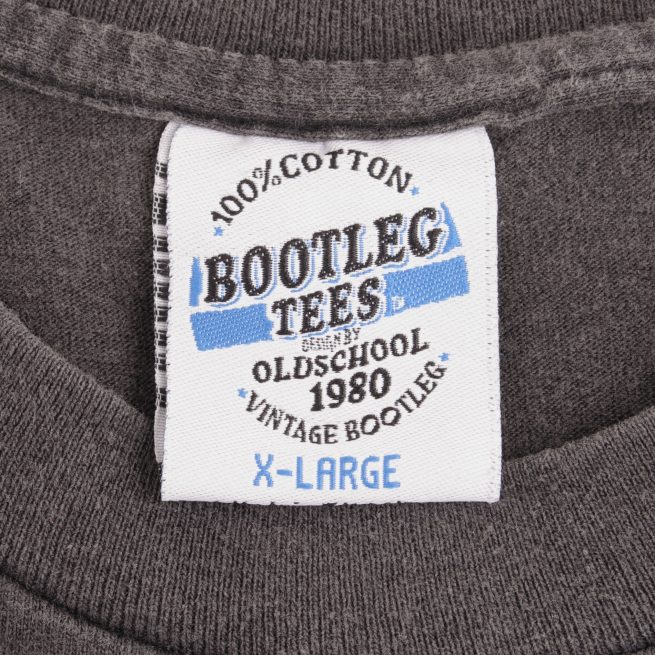 100% COTTON
BOOTLEG
TEES
DESIGN BY
OLDSCHOOL
1980
VINTAGE BOOTLEG
X-LARGE